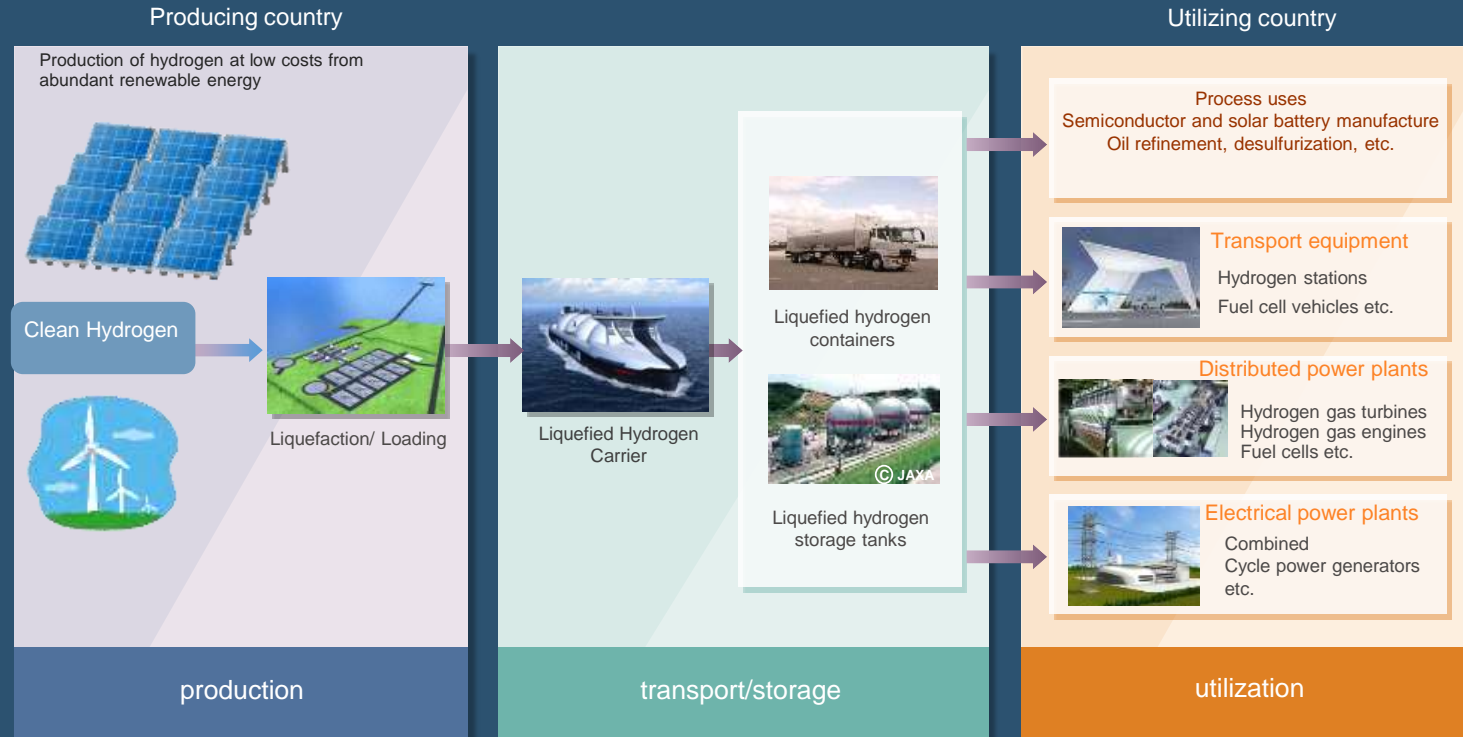 Producing country
Utilizing country
Production of hydrogen at low costs from
abundant renewable energy
Clean Hydrogen
Liquefaction/ Loading
Liquefied Hydrogen
Carrier
Liquefied hydrogen
containers
© JAXA
Liquefied hydrogen
storage tanks
Process uses
Semiconductor and solar battery manufacture
Oil refinement, desulfurization, etc.
Transport equipment
Hydrogen stations
Fuel cell vehicles etc.
Distributed power plants
Hydrogen gas turbines
Hydrogen gas engines
Fuel cells etc.
Electrical power plants
Combined
Cycle power generators
etc.
production
transport/storage
utilization